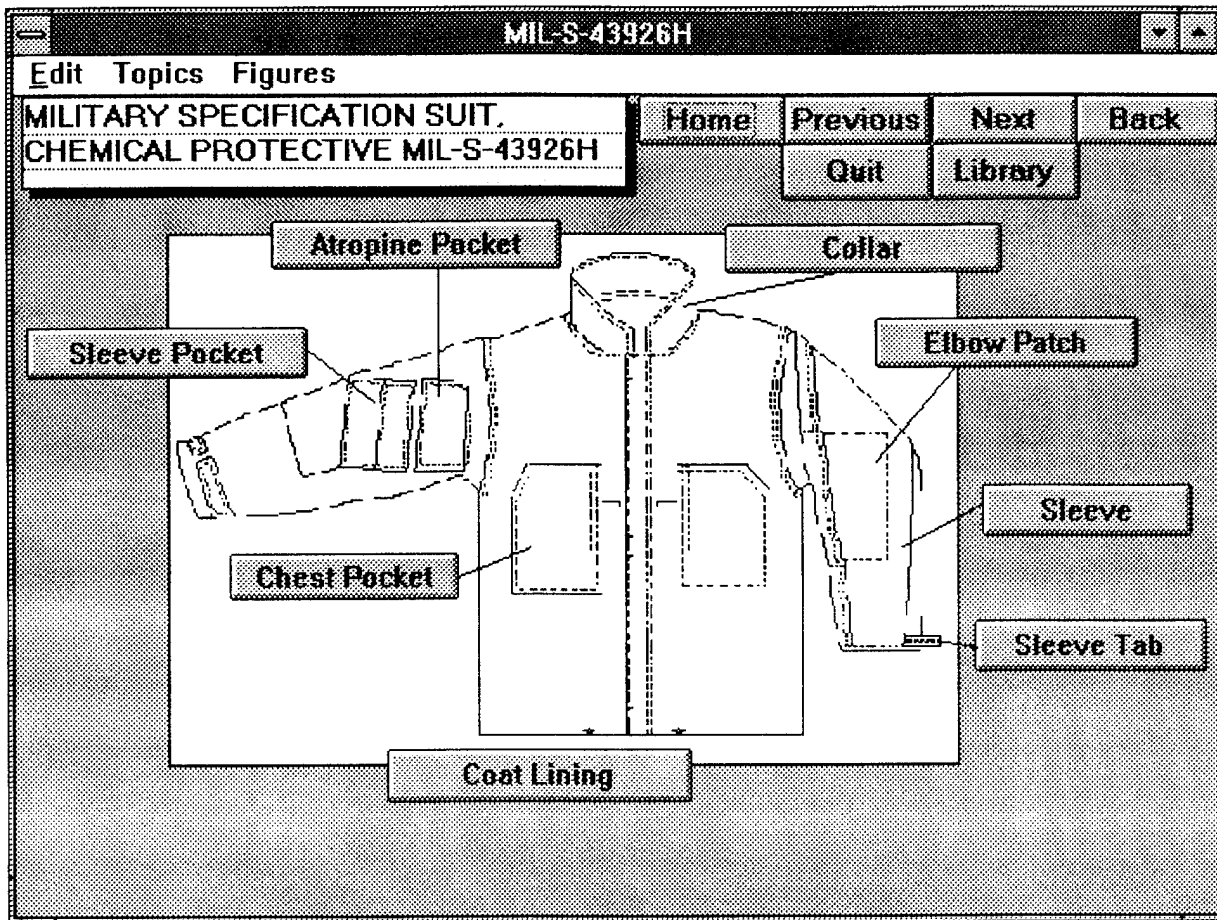 MIL-S-43926H
Edit Topics Figures
MILITARY SPECIFICATION SUIT,
CHEMICAL PROTECTIVE MIL-S-43926H
Home Previous Next Back
Quit Library
Atropine Pocket
Collar
Sleeve Pocket
Elbow Patch
Sleeve
Chest Pocket
Sleeve Tab
Coat Lining